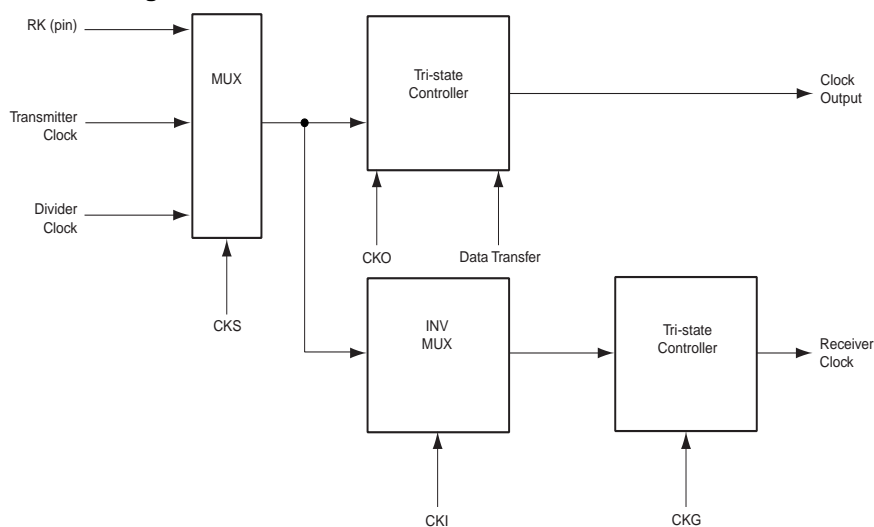 RK (pin)
MUX
Tri-state
Controller
Clock
Output
Transmitter
Clock
Divider
Clock
CKO
Data Transfer
CKS
INV
MUX
Tri-state
Controller
Receiver
Clock
CKI
CKG